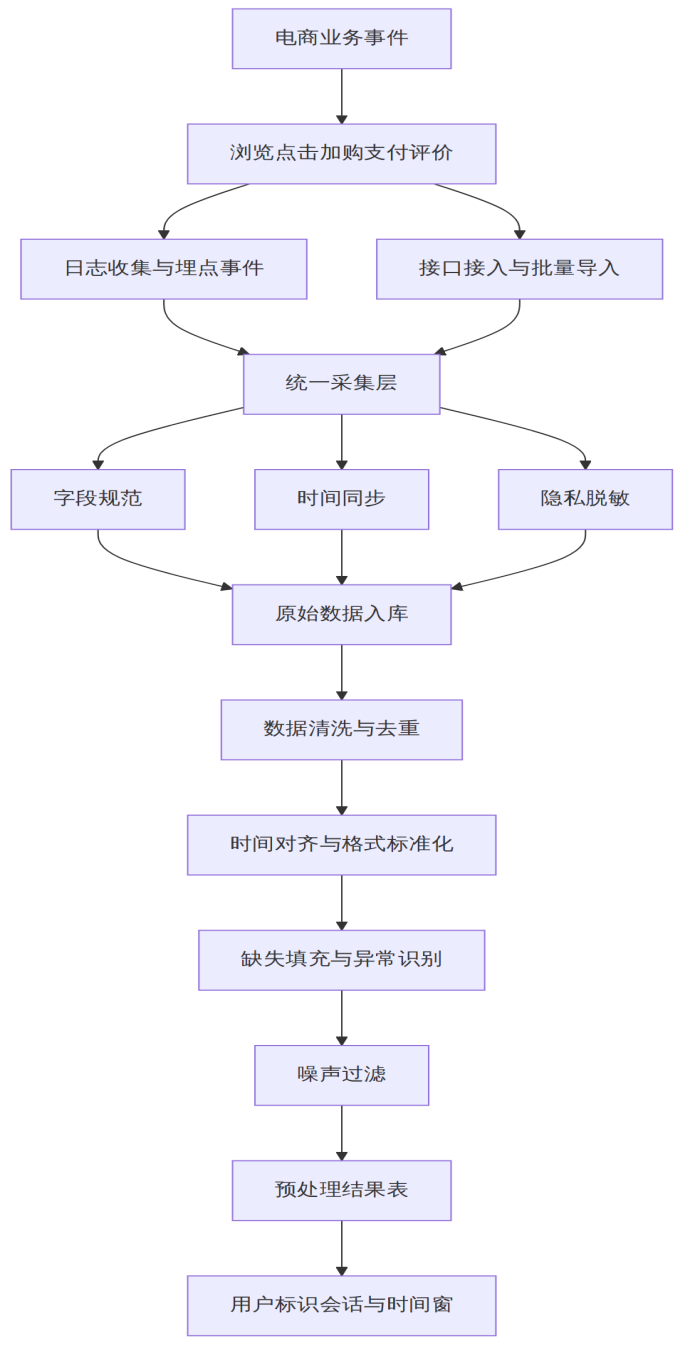 电商业务事件
浏览点击加购支付评价
日志收集与埋点事件
接口接入与批量导入
统一采集层
字段规范
时间同步
隐私脱敏
原始数据入库
数据清洗与去重
时间对齐与格式标准化
缺失填充与异常识别
噪声过滤
预处理结果表
用户标识会话与时间窗